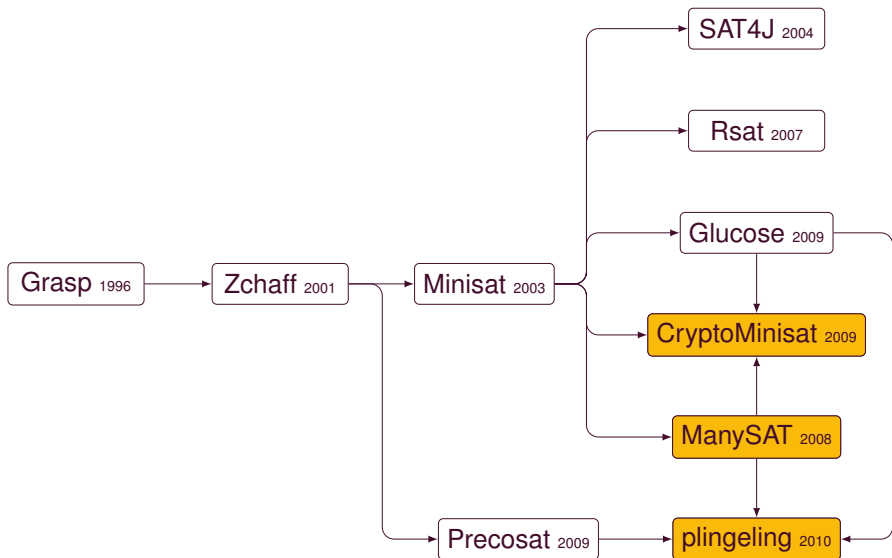 SAT4J 2004
Rsat 2007
Glucose 2009
Grasp 1996
Zchaff 2001
Minisat 2003
CryptoMinisat 2009
ManySAT 2008
Precosat 2009
plingeling 2010